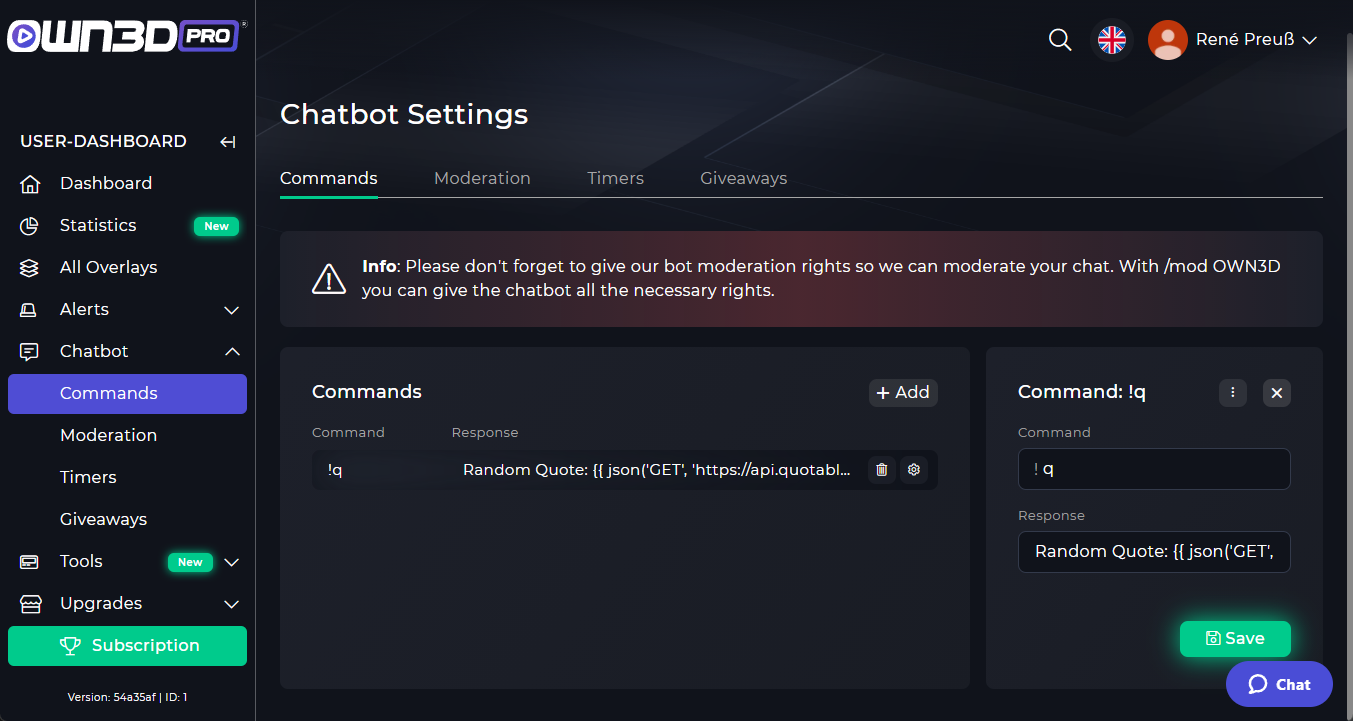 OWN3D PRO ®
René Preuß
USER-DASHBOARD
Dashboard
Statistics New
All Overlays
Alerts
Chatbot
Commands
Moderation
Timers
Giveaways
Tools New
Upgrades
Subscription
Version: 54a35af | ID: 1
Chatbot Settings
Commands Moderation Timers Giveaways
Info: Please don't forget to give our bot moderation rights so we can moderate your chat. With /mod OWN3D
you can give the chatbot all the necessary rights.
Commands + Add
Command Response
!q Random Quote: {{ json('GET', 'https://api.quotabl...
Command: !q
Command
! q
Response
Random Quote: {{ json('GET',
Save
Chat